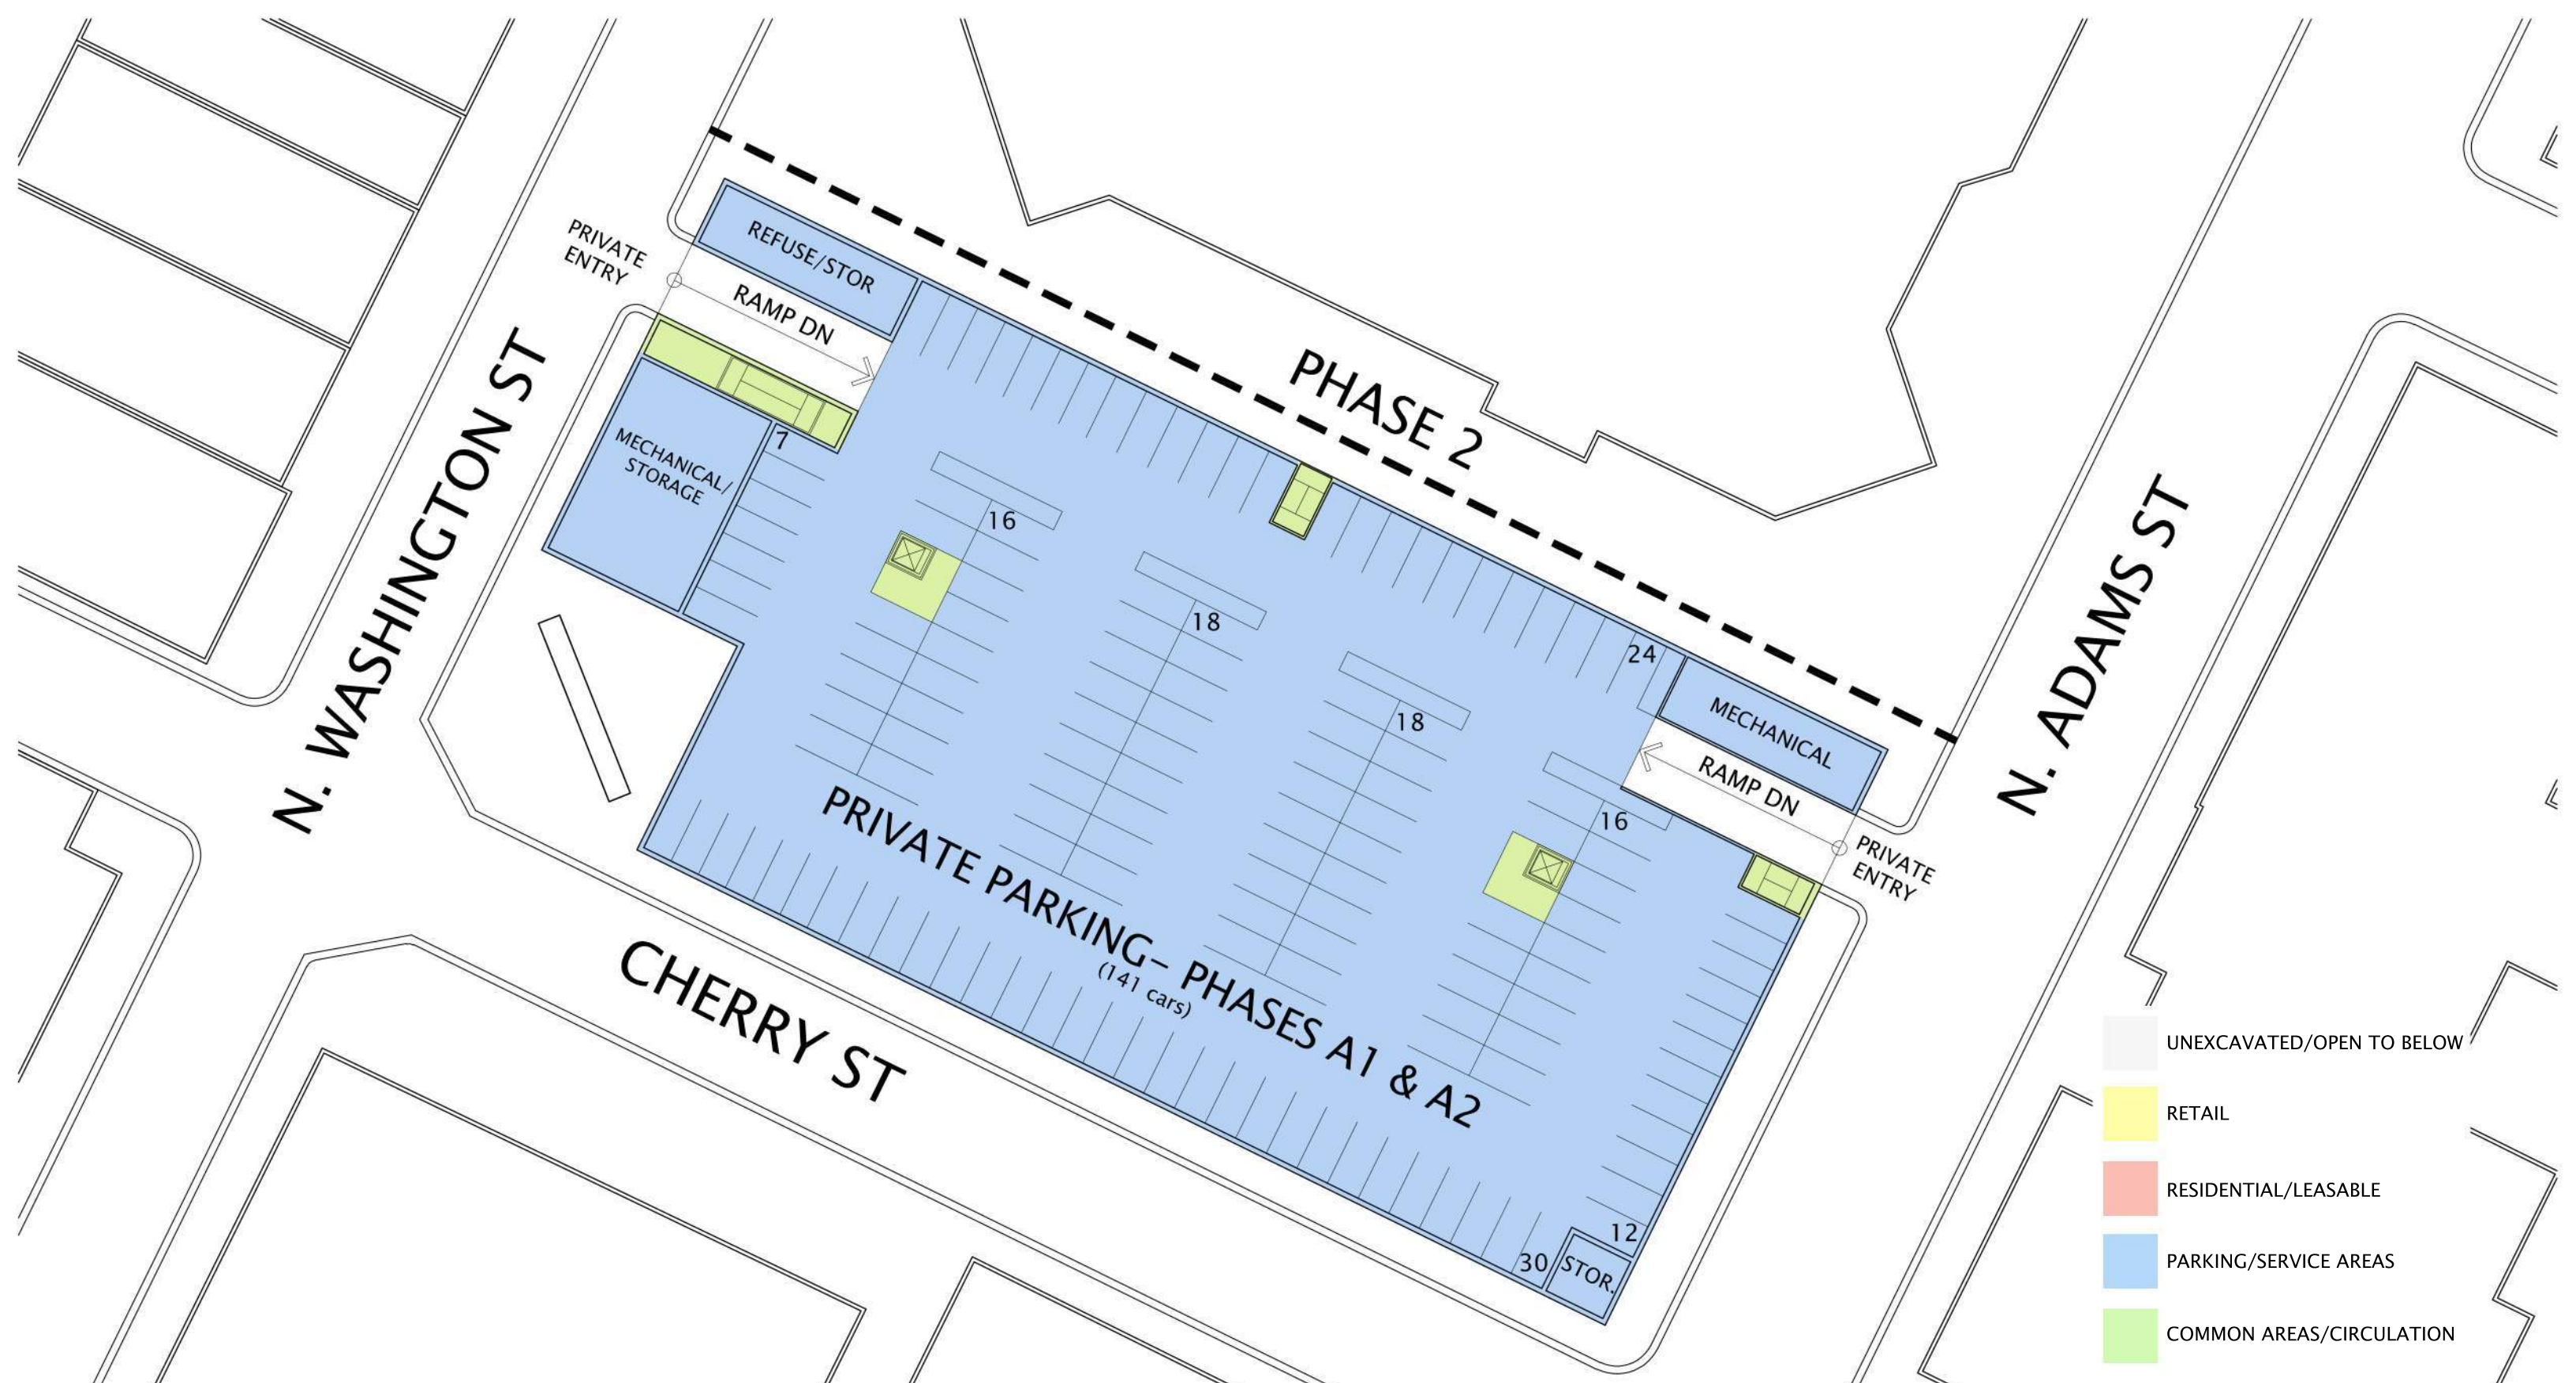 PRIVATE
ENTRY
REFUSE/STOR
RAMP DN
PHASE 2
MECHANICAL/
STORAGE
7
16
18
18
24
16
MECHANICAL
RAMP DN
PRIVATE
ENTRY
N. WASHINGTON ST
N. ADAMS ST
PRIVATE PARKING- PHASES A1 & A2
(141 cars)
CHERRY ST
12
30
STOR.
UNEXCAVATED/OPEN TO BELOW
RETAIL
RESIDENTIAL/LEASABLE
PARKING/SERVICE AREAS
COMMON AREAS/CIRCULATION